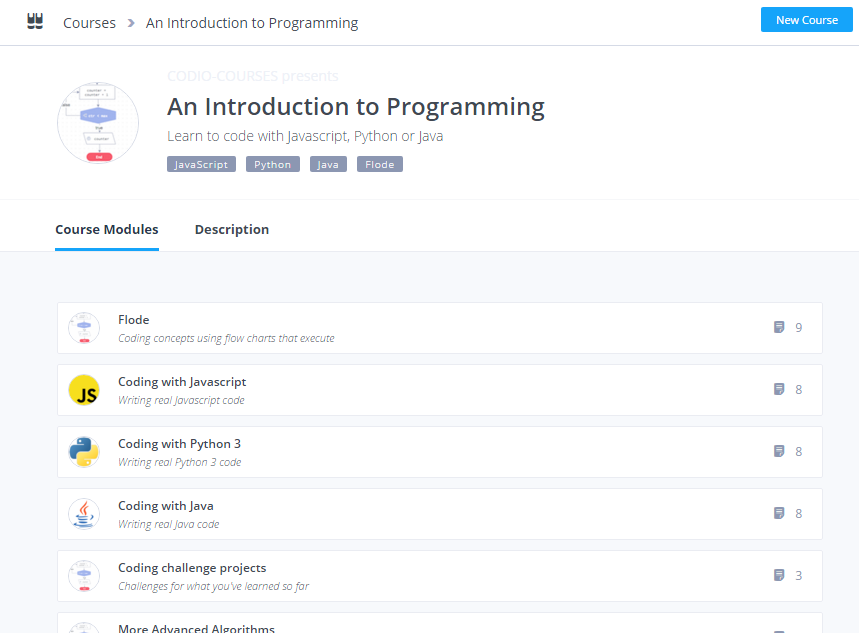 Courses > An Introduction to Programming
New Course
CODIO-COURSES presents
An Introduction to Programming
Learn to code with Javascript, Python or Java
JavaScript Python Java Flode
Course Modules Description
Flode
9
Coding concepts using flow charts that execute
Coding with Javascript
8
Writing real Javascript code
JS
Coding with Python 3
8
Writing real Python 3 code
Coding with Java
8
Writing real Java code
Coding challenge projects
3
Challenges for what you've learned so far
More Advanced Algorithms